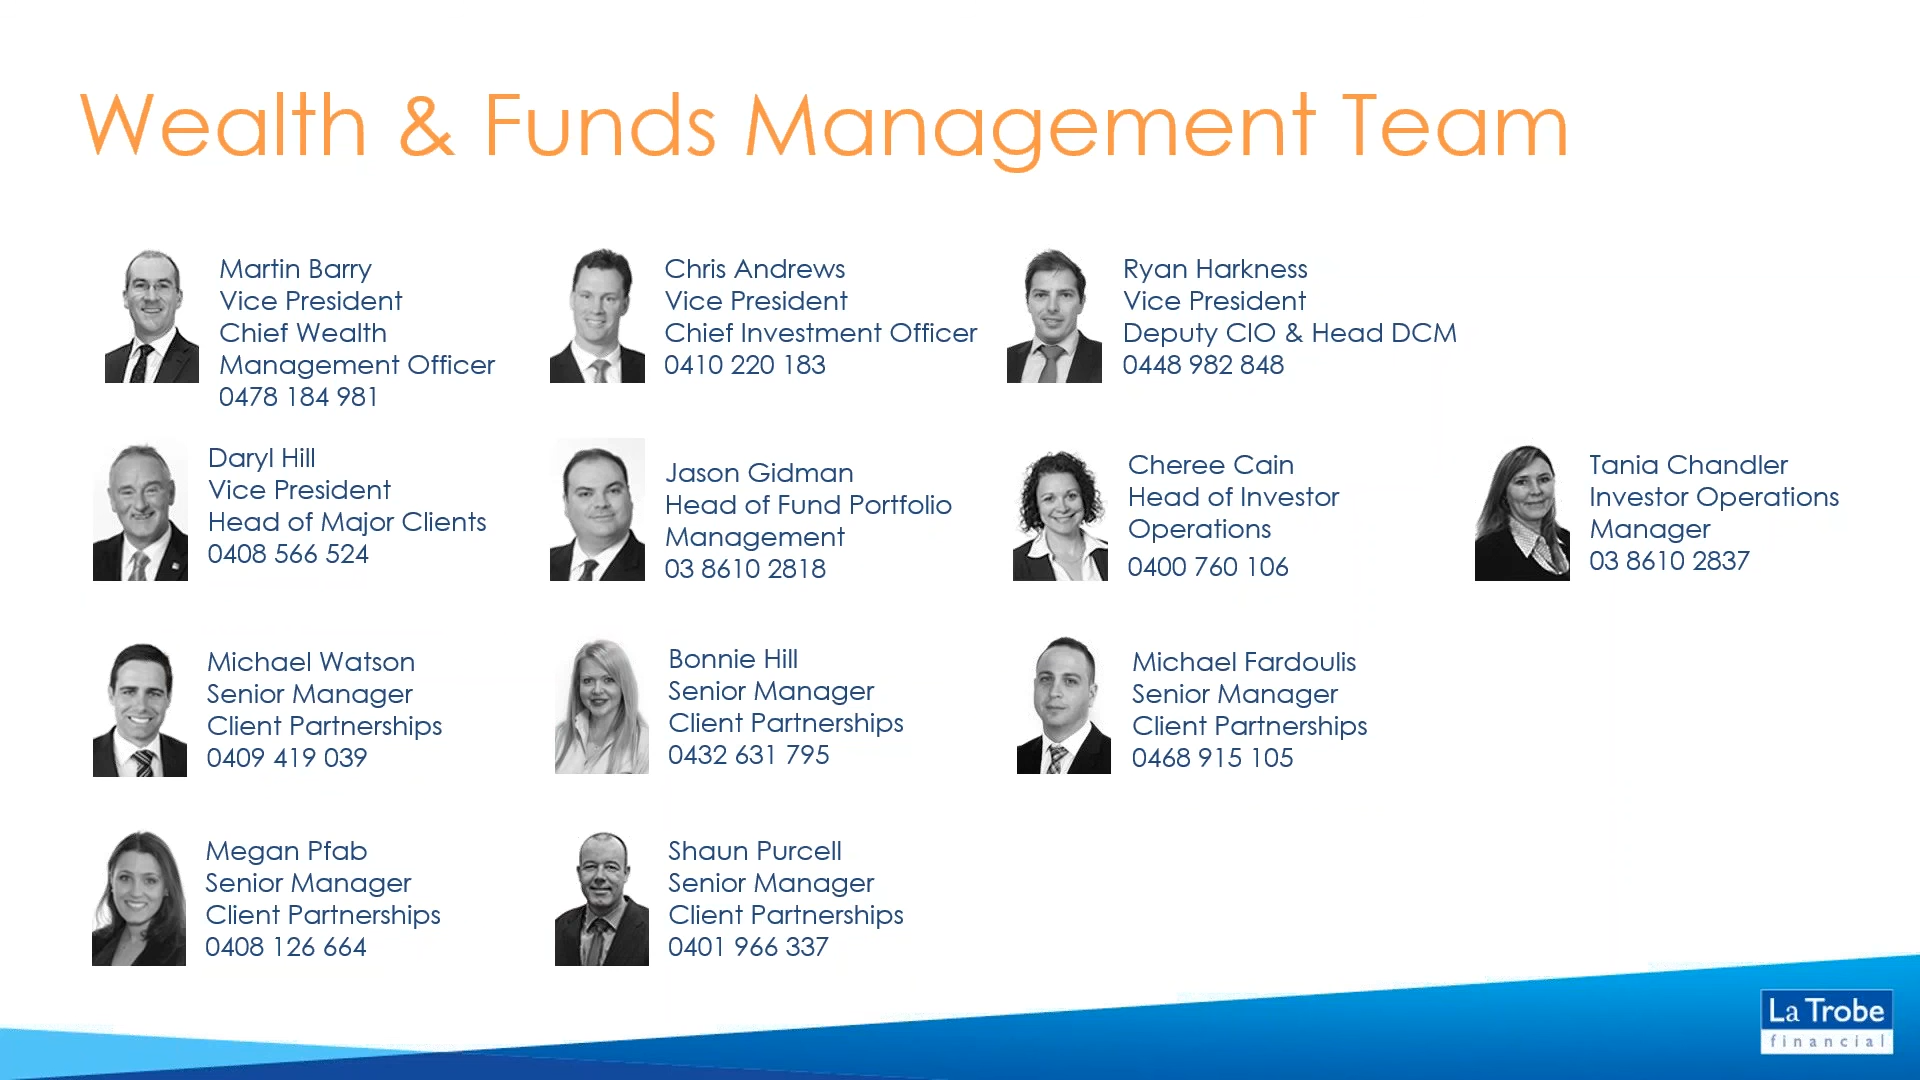 Wealth & Funds Management Team
Martin Barry
Vice President
Chief Wealth
Management Officer
0478 184 981
Chris Andrews
Vice President
Chief Investment Officer
0410 220 183
Ryan Harkness
Vice President
Deputy CIO & Head DCM
0448 982 848
Daryl Hill
Vice President
Head of Major Clients
0408 566 524
Jason Gidman
Head of Fund Portfolio
Management
03 8610 2818
Cheree Cain
Head of Investor
Operations
0400 760 106
Tania Chandler
Investor Operations
Manager
03 8610 2837
Michael Watson
Senior Manager
Client Partnerships
0409 419 039
Bonnie Hill
Senior Manager
Client Partnerships
0432 631 795
Michael Fardoulis
Senior Manager
Client Partnerships
0468 915 105
Megan Pfab
Senior Manager
Client Partnerships
0408 126 664
Shaun Purcell
Senior Manager
Client Partnerships
0401 966 337
La Trobe
financial